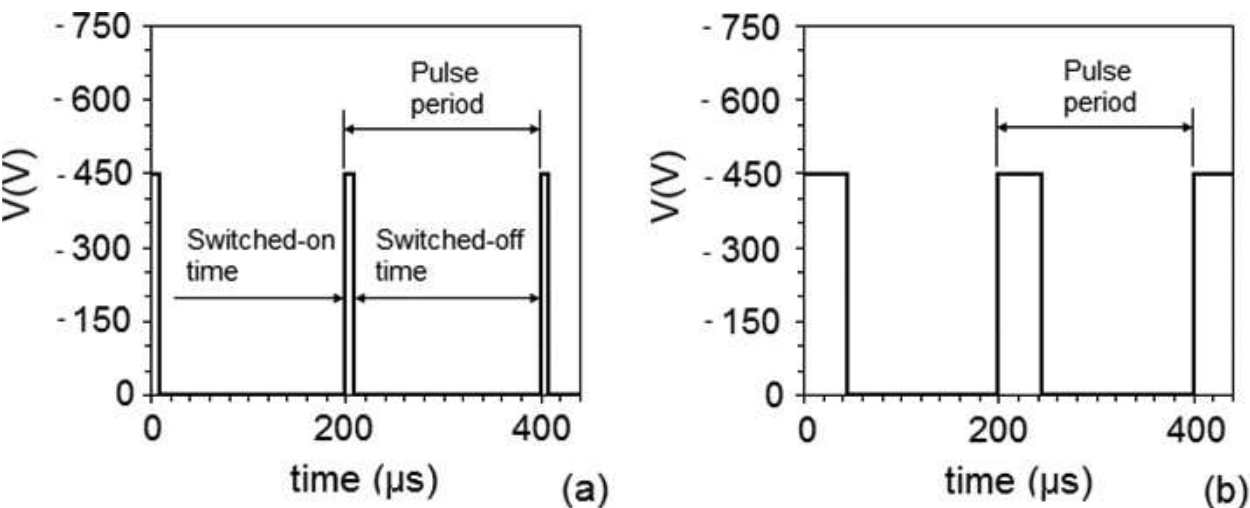 - 750
- 600
- 450
- 300
- 150
0
V(V)
Pulse
period
Switched-on
time
Switched-off
time
0 200 400
time (µs)
(a)
- 750
- 600
- 450
- 300
- 150
0
V(V)
Pulse
period
0 200 400
time (µs)
(b)